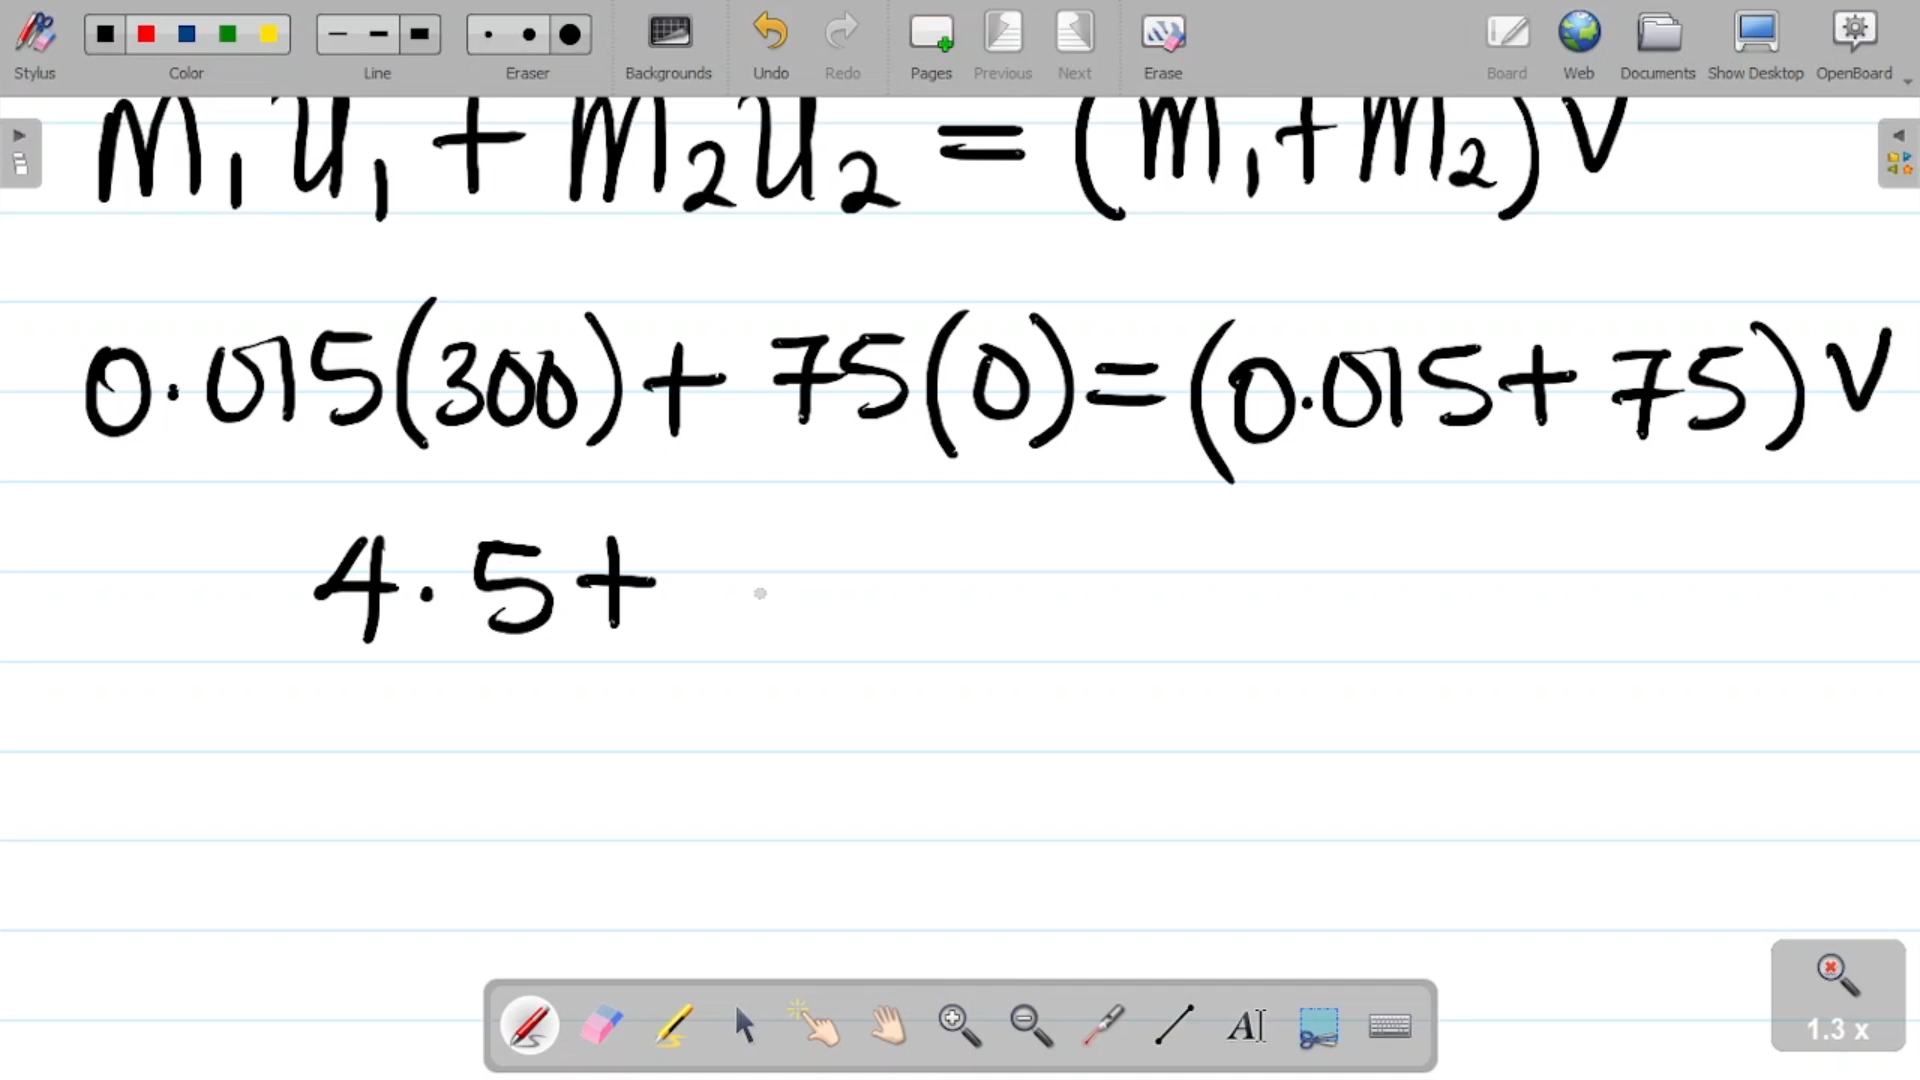 Stylus Color Line Eraser Backgrounds Undo Redo Pages Previous Next Erase Board Web Documents Show Desktop OpenBoard
M₁U₁ + M₂U₂ = (M₁+M₂)V
0.015(300) + 75(0) = (0.015 + 75) V
4.5 +
1.3 x